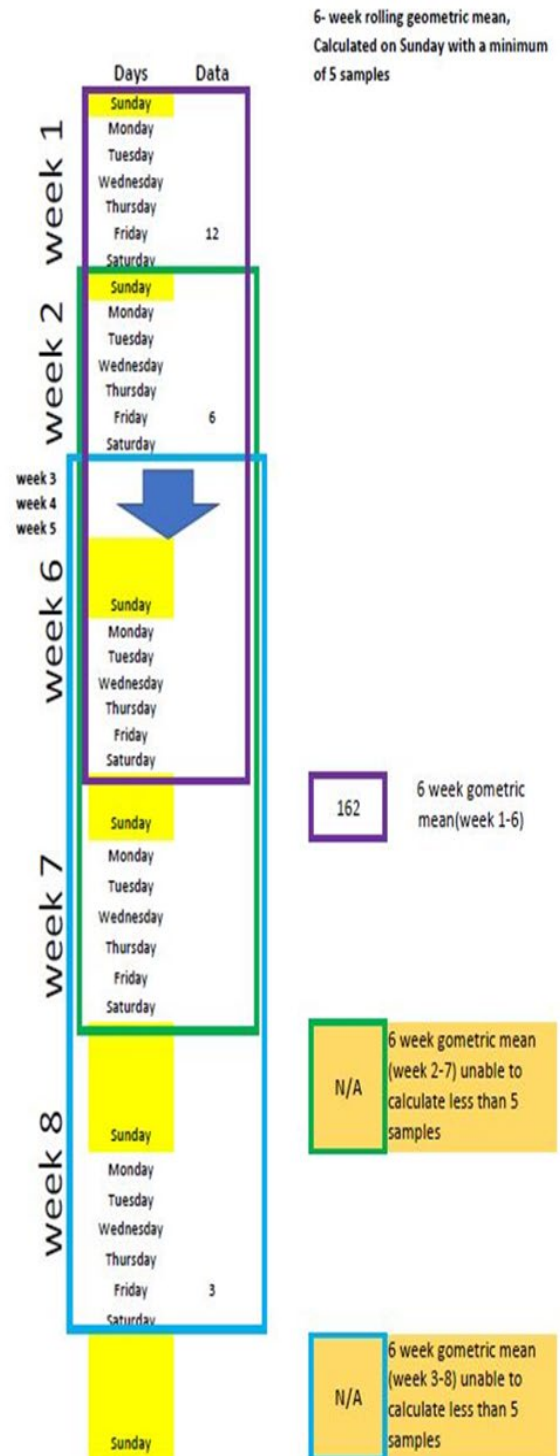 6- week rolling geometric mean,
Calculated on Sunday with a minimum
of 5 samples
Days Data
week 1
Sunday
Monday
Tuesday
Wednesday
Thursday
Friday 12
Saturday
week 2
Sunday
Monday
Tuesday
Wednesday
Thursday
Friday 6
Saturday
week 3
week 4
week 5
week 6
Sunday
Monday
Tuesday
Wednesday
Thursday
Friday
Saturday
162
6 week gometric
mean(week 1-6)
week 7
Sunday
Monday
Tuesday
Wednesday
Thursday
Friday
Saturday
N/A
6 week gometric mean
(week 2-7) unable to
calculate less than 5
samples
week 8
Sunday
Monday
Tuesday
Wednesday
Thursday
Friday 3
Saturday
N/A
6 week gometric mean
(week 3-8) unable to
calculate less than 5
samples
Sunday